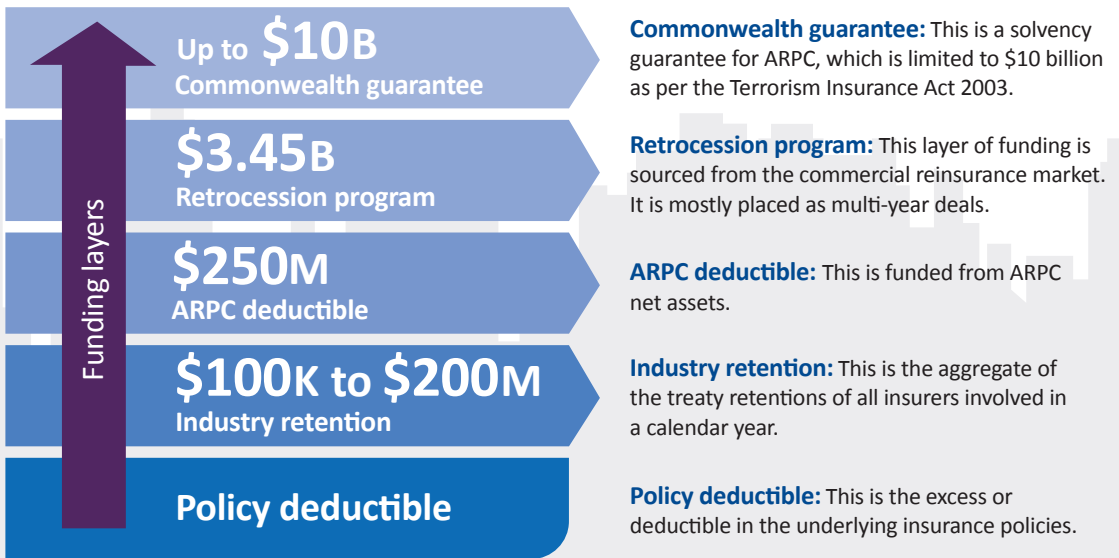 Funding layers
Up to $10B
Commonwealth guarantee
Commonwealth guarantee: This is a solvency
guarantee for ARPC, which is limited to $10 billion
as per the Terrorism Insurance Act 2003.
$3.45B
Retrocession program
Retrocession program: This layer of funding is
sourced from the commercial reinsurance market.
It is mostly placed as multi-year deals.
$250M
ARPC deductible
ARPC deductible: This is funded from ARPC
net assets.
$100K to $200M
Industry retention
Industry retention: This is the aggregate of
the treaty retentions of all insurers involved in
a calendar year.
Policy deductible
Policy deductible: This is the excess or
deductible in the underlying insurance policies.